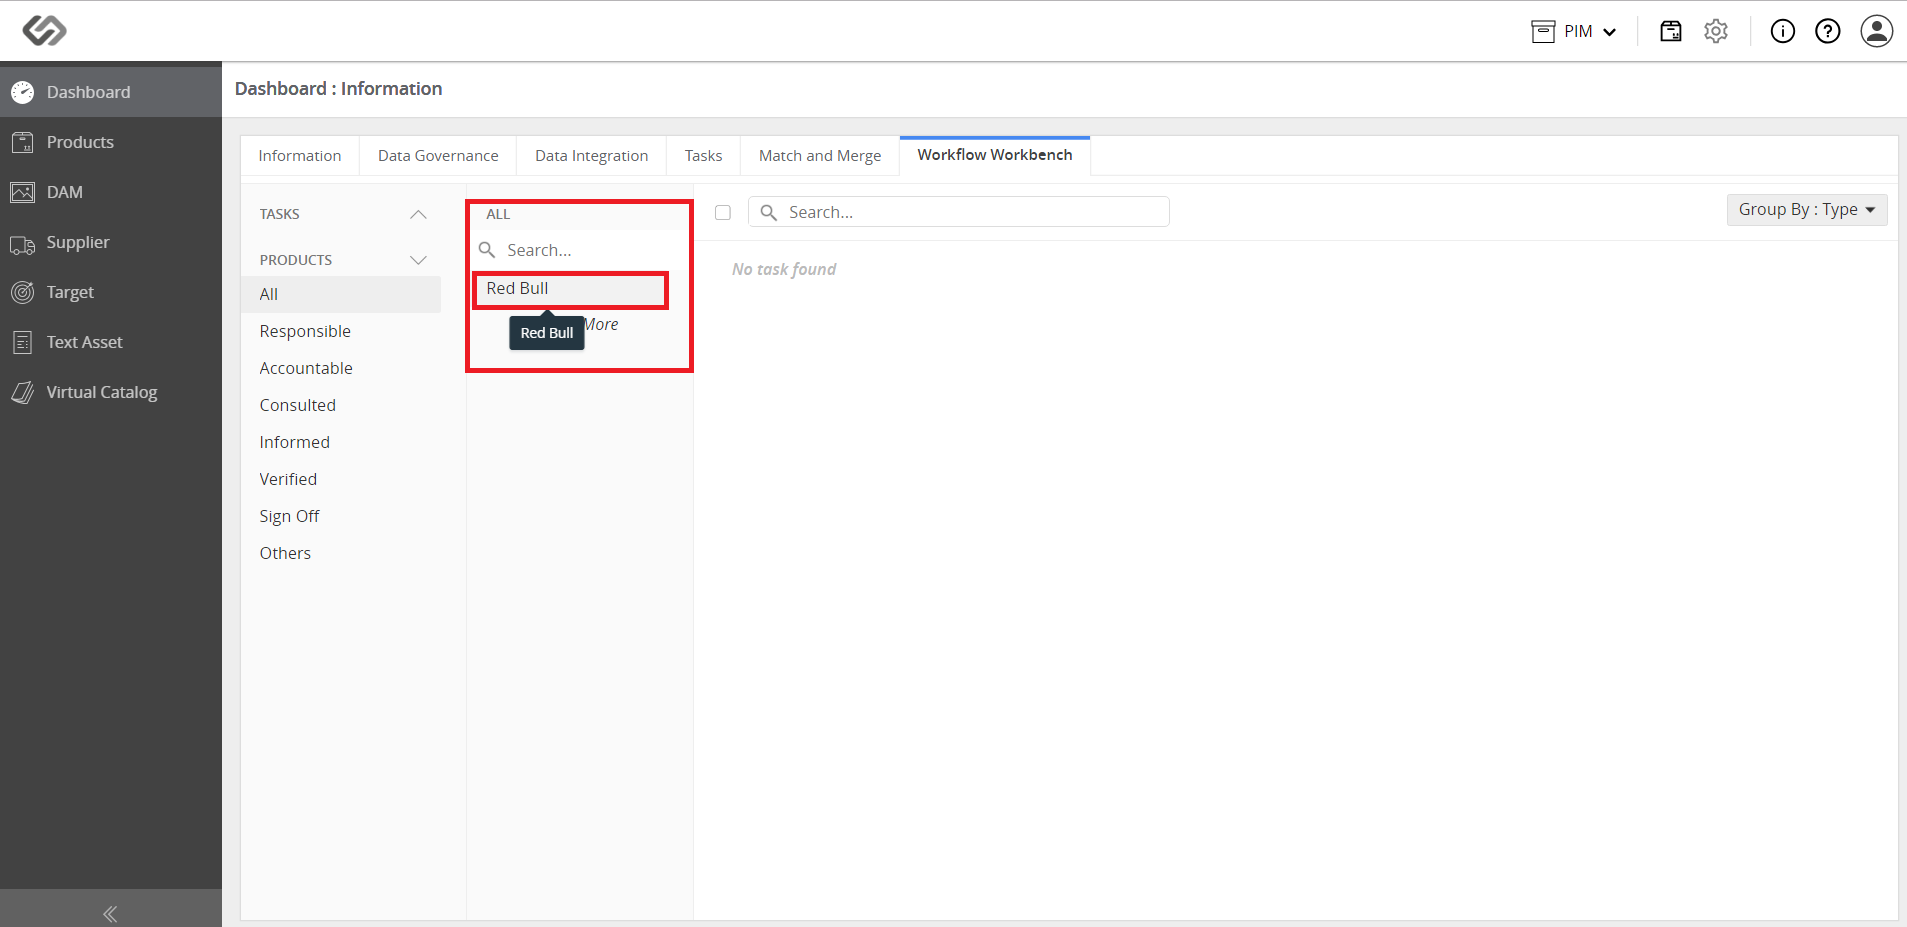 PIM
Dashboard
Products
DAM
Supplier
Target
Text Asset
Virtual Catalog
Dashboard : Information
Information
Data Governance
Data Integration
Tasks
Match and Merge
Workflow Workbench
TASKS
PRODUCTS
All
Responsible
Accountable
Consulted
Informed
Verified
Sign Off
Others
ALL
Search...
Red Bull
More
Red Bull
Search...
Group By : Type
No task found